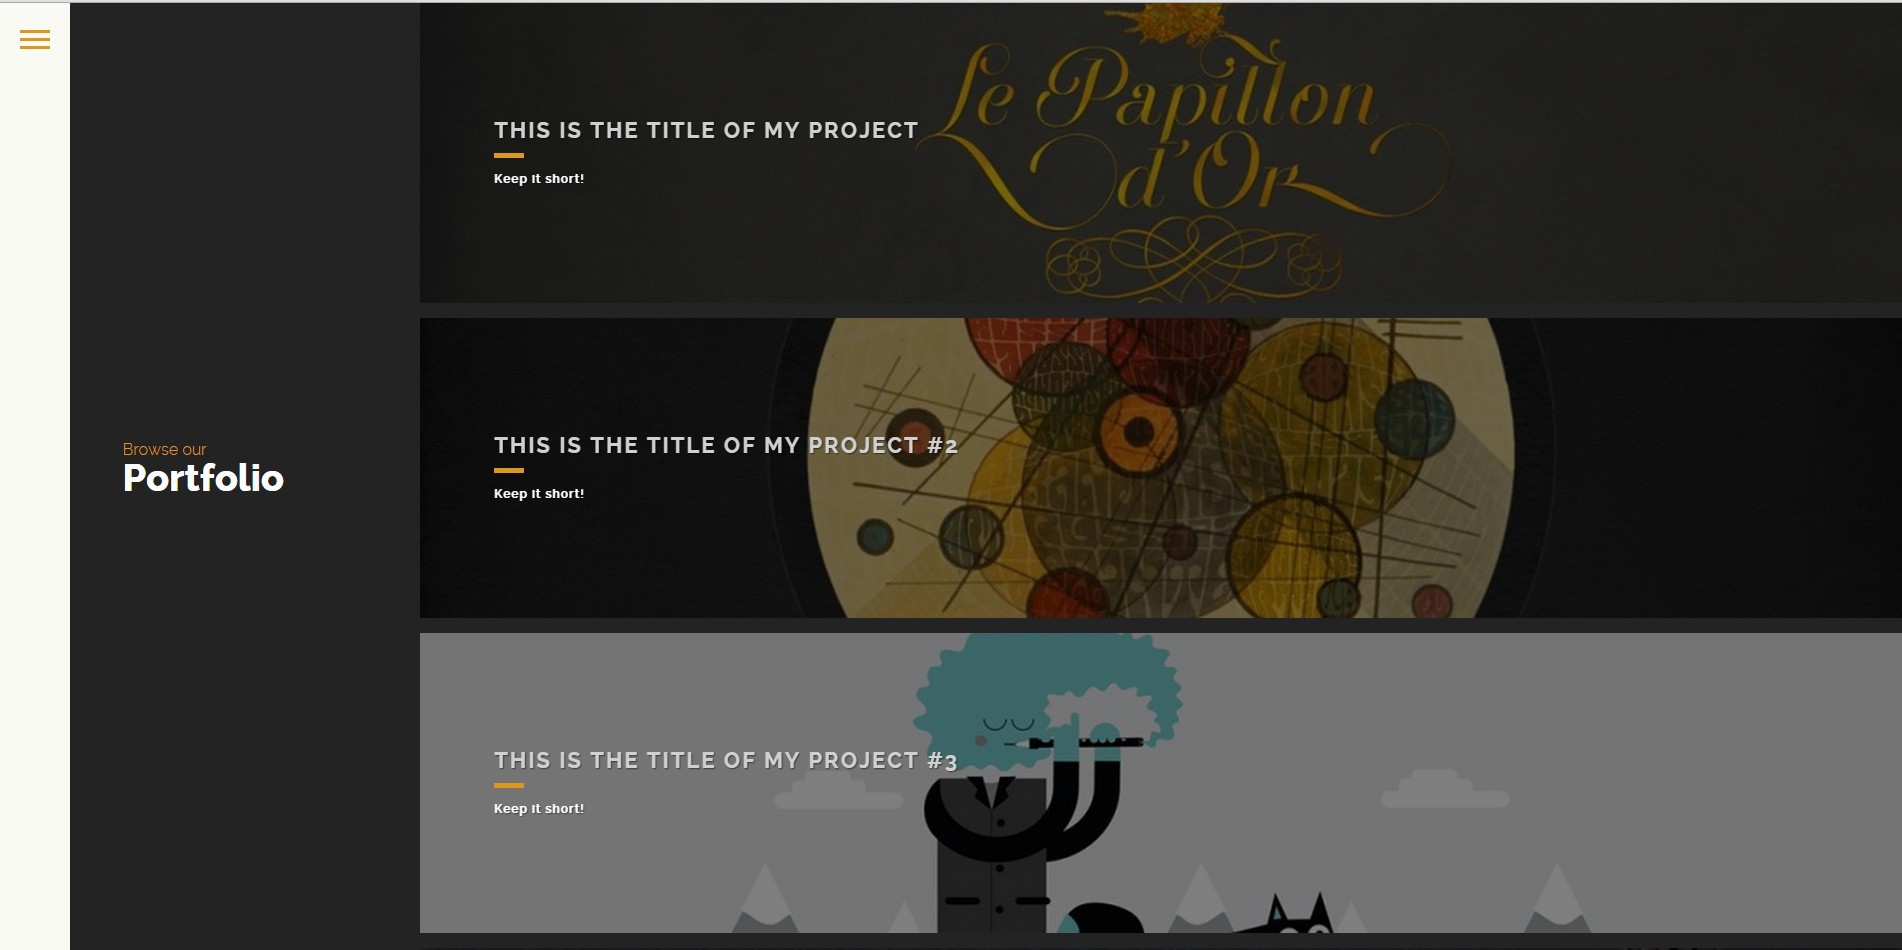 Le Papillon
d'Or
THIS IS THE TITLE OF MY PROJECT
Keep it short!
Browse our
Portfolio
THIS IS THE TITLE OF MY PROJECT #2
Keep it short!
THIS IS THE TITLE OF MY PROJECT #3
Keep it short!